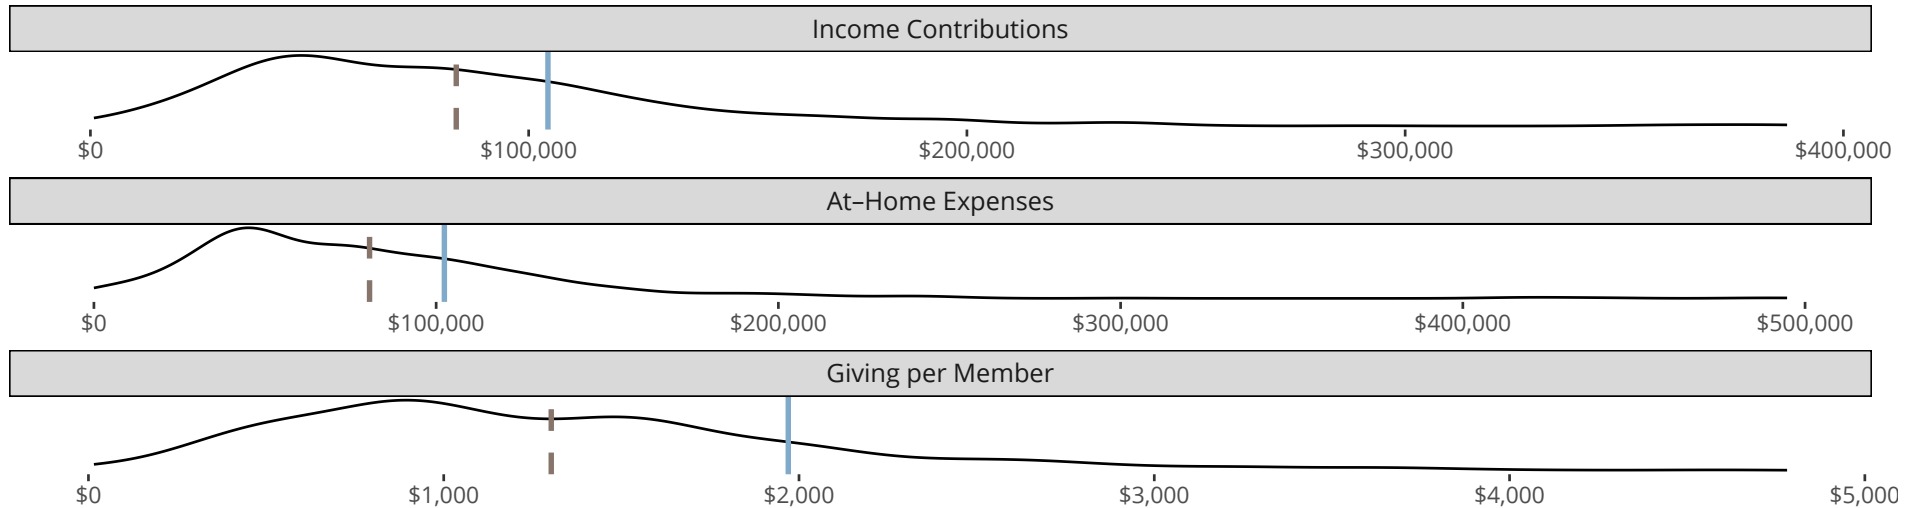 Income Contributions
$0 $100,000 $200,000 $300,000 $400,000
At–Home Expenses
$0 $100,000 $200,000 $300,000 $400,000 $500,000
Giving per Member
$0 $1,000 $2,000 $3,000 $4,000 $5,000